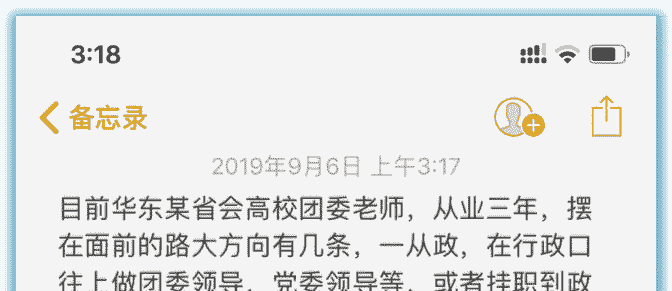 3:18
备忘录
2019年9月6日 上午3:17
目前华东某省会高校团委老师，从业三年，摆
在面前的路大方向有几条，一从政，在行政口
往上做团委领导、党委领导等，或者挂职到政